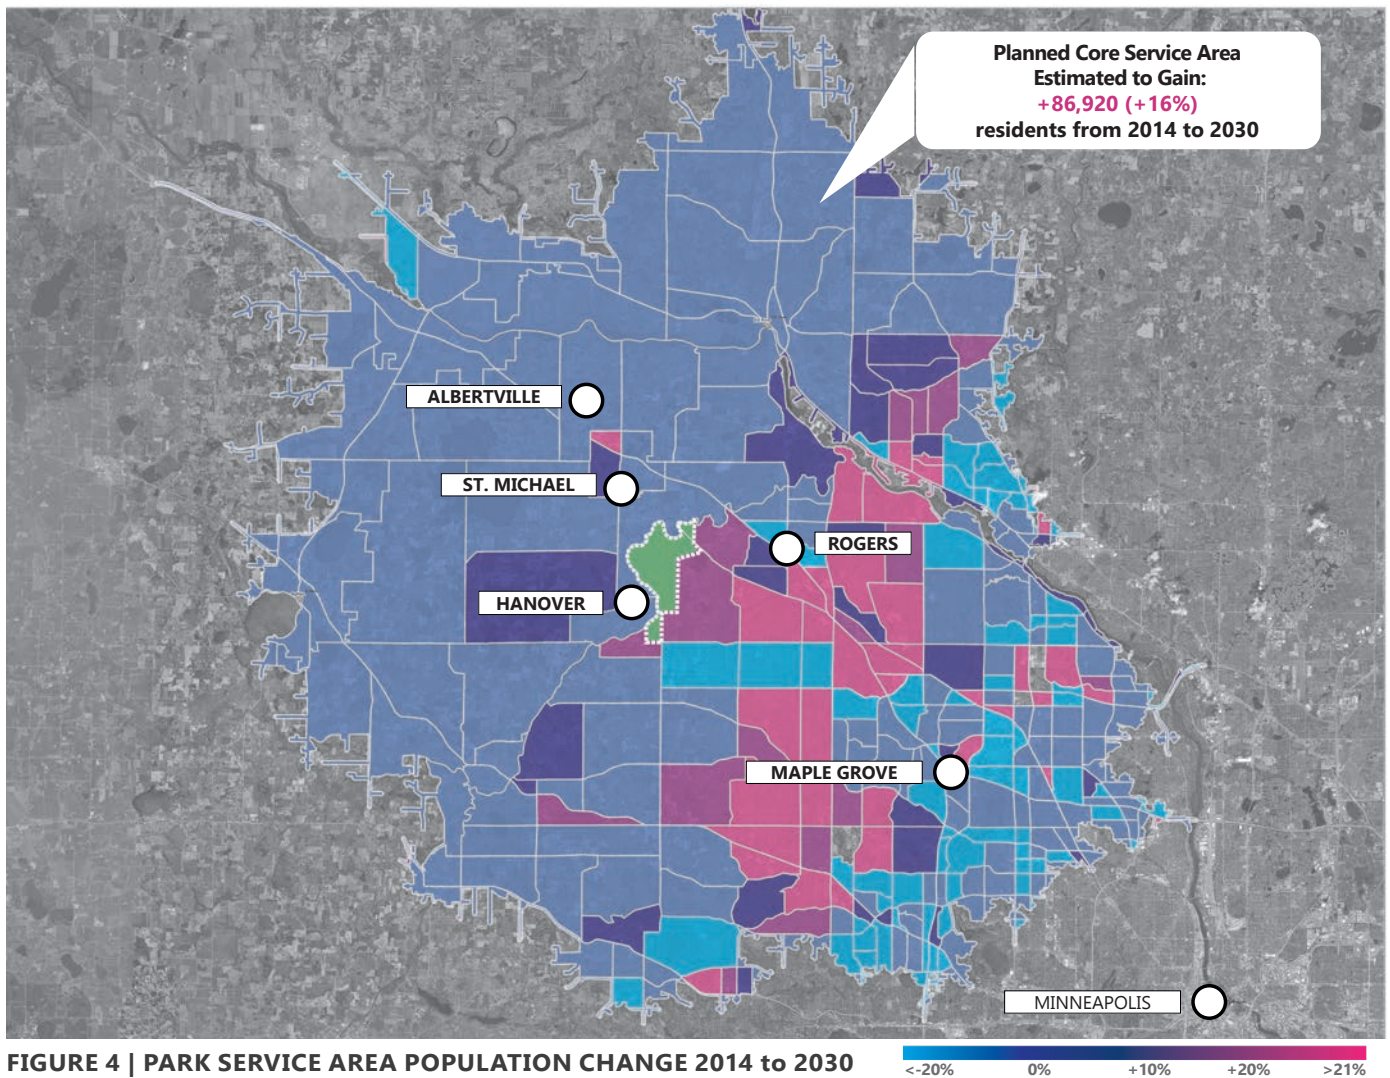 Planned Core Service Area
Estimated to Gain:
+86,920 (+16%)
residents from 2014 to 2030
ALBERTVILLE
ST. MICHAEL
ROGERS
HANOVER
MAPLE GROVE
MINNEAPOLIS
FIGURE 4 | PARK SERVICE AREA POPULATION CHANGE 2014 to 2030
<-20% 0% +10% +20% >21%